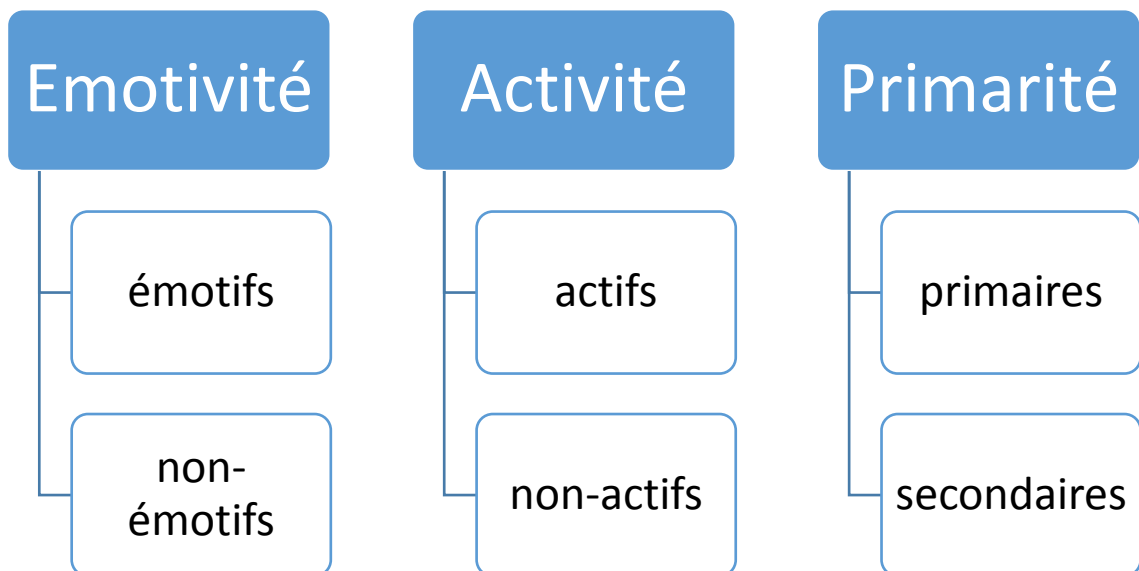 Emotivité
émotifs
non-
émotifs
Activité
actifs
non-actifs
Primarité
primaires
secondaires